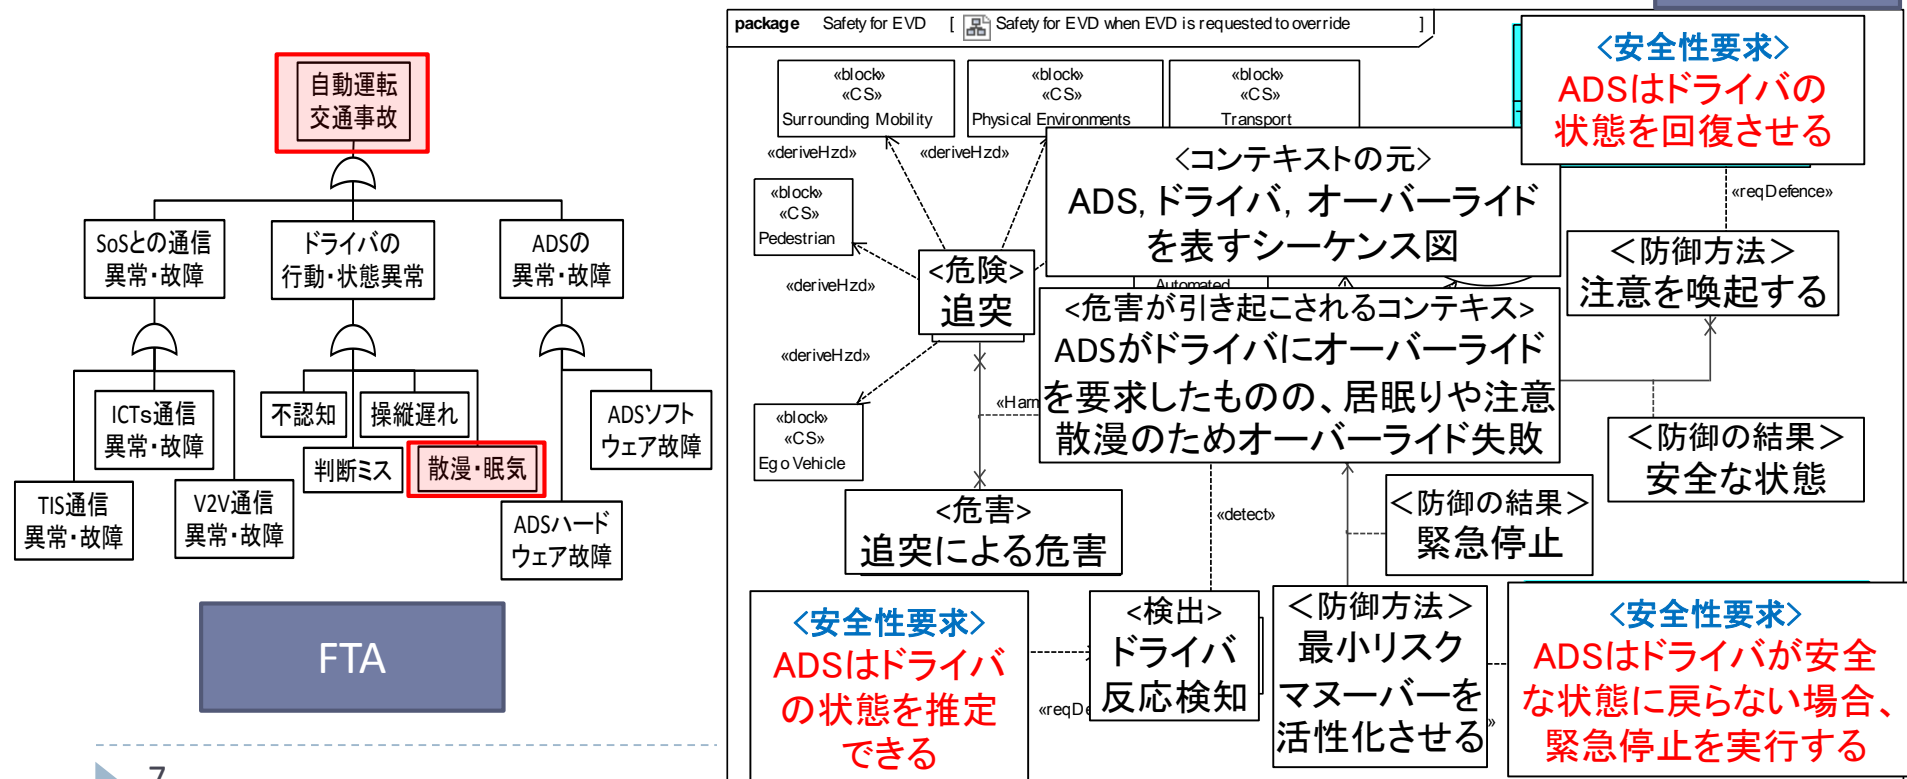 自動運転
交通事故
SoSとの通信
異常・故障
ドライバの
行動・状態異常
ADSの
異常・故障
ICTs通信
異常・故障
不認知
操縦遅れ
ADSソフト
ウェア故障
判断ミス
散漫・眠気
TIS通信
異常・故障
V2V通信
異常・故障
ADSハード
ウェア故障
FTA
7
package Safety for EVD [ Safety for EVD when EVD is requested to override ]
«block»
«CS»
Surrounding Mobility
«block»
«CS»
Physical Environments
«block»
«CS»
Transport
<安全性要求>
ADSはドライバの
状態を回復させる
«deriveHzd»
«deriveHzd»
<コンテキストの元>
ADS, ドライバ, オーバーライド
を表すシーケンス図
«reqDefence»
«block»
«CS»
Pedestrian
<危険>
追突
«deriveHzd»
Automated
<防御方法>
注意を喚起する
<危害が引き起こされるコンテキス>
ADSがドライバにオーバーライド
を要求したものの、居眠りや注意
散漫のためオーバーライド失敗
«deriveHzd»
«Harm
«block»
«CS»
Ego Vehicle
<防御の結果>
安全な状態
<危害>
追突による危害
«detect»
<防御の結果>
緊急停止
<安全性要求>
ADSはドライバ
の状態を推定
できる
«reqDe
<検出>
ドライバ
反応検知
<防御方法>
最小リスク
マヌーバーを
活性化させる
»
<安全性要求>
ADSはドライバが安全
な状態に戻らない場合、
緊急停止を実行する